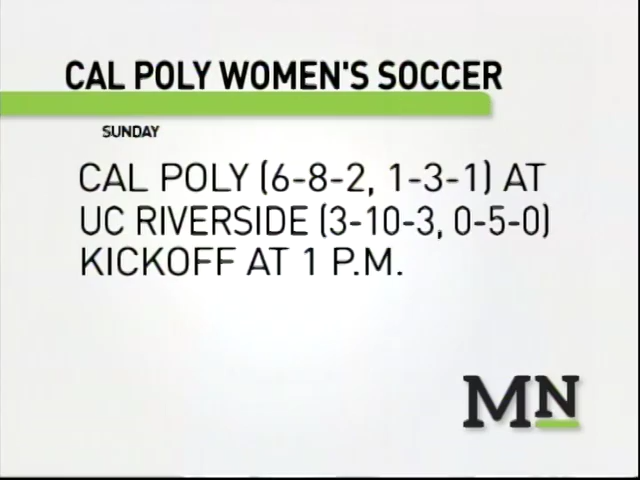 CAL POLY WOMEN'S SOCCER
SUNDAY
CAL POLY (6-8-2, 1-3-1) AT
UC RIVERSIDE (3-10-3, 0-5-0)
KICKOFF AT 1 P.M.
MN